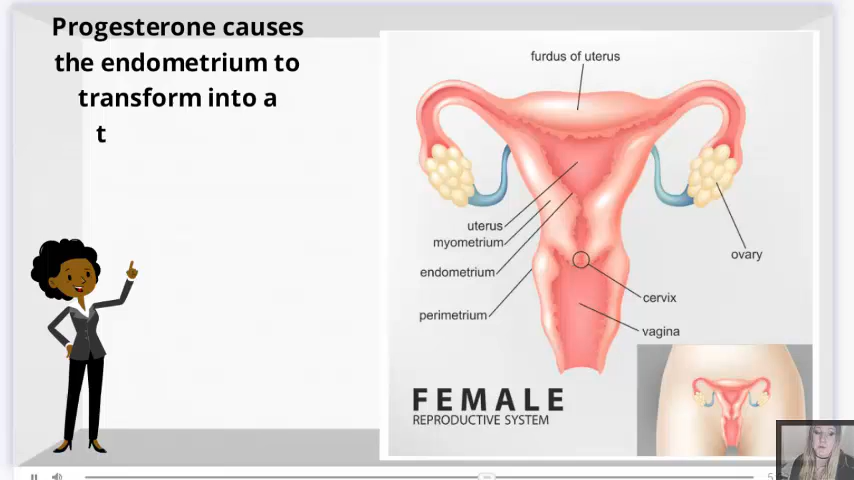 Progesterone causes
the endometrium to
transform into a
t
furdus of uterus
uterus
myometrium
endometrium
perimetrium
ovary
cervix
vagina
FEMALE
REPRODUCTIVE SYSTEM